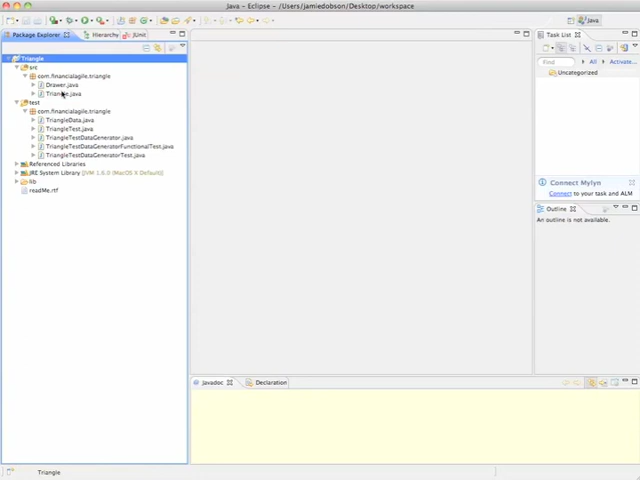 Java - Eclipse - /Users/jamiedobson/Desktop/workspace
Java
Package Explorer
Hierarchy
JUnit
Triangle
src
com.financialagile.triangle
Drawer.java
Triangle.java
test
com.financialagile.triangle
TriangleData.java
TriangleTest.java
TriangleTestDataGenerator.java
TriangleTestDataGeneratorFunctionalTest.java
TriangleTestDataGeneratorTest.java
Referenced Libraries
JRE System Library [JVM 1.6.0 (MacOS X Default)]
lib
readMe.rtf
Task List
Find
All
Activate...
Uncategorized
Connect Mylyn
Connect to your task and ALM
Outline
An outline is not available.
Javadoc
Declaration
Triangle